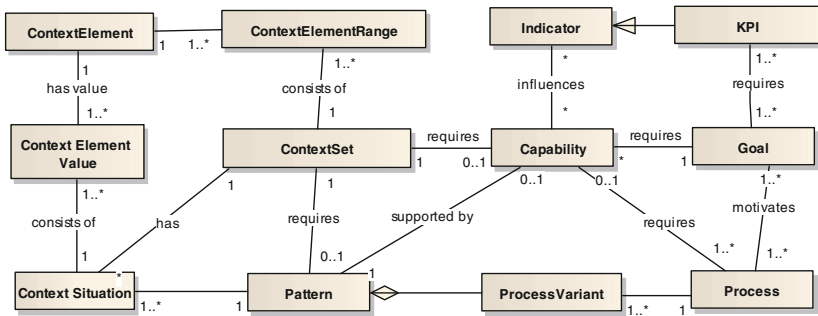 ContextElement
1
1..*
ContextElementRange
Indicator
KPI
1
has value
1..*
1..*
consists of
1
*
influences
*
1..*
requires
1..*
Context Element
Value
ContextSet
1
requires
0..1
Capability
*
requires
1
Goal
1..*
consists of
1
1
has
*
1
requires
0..1
0..1
supported by
1
0..1
requires
1..*
1..*
motivates
1..*
Context Situation
1..*
1
Pattern
ProcessVariant
1..*
1
Process